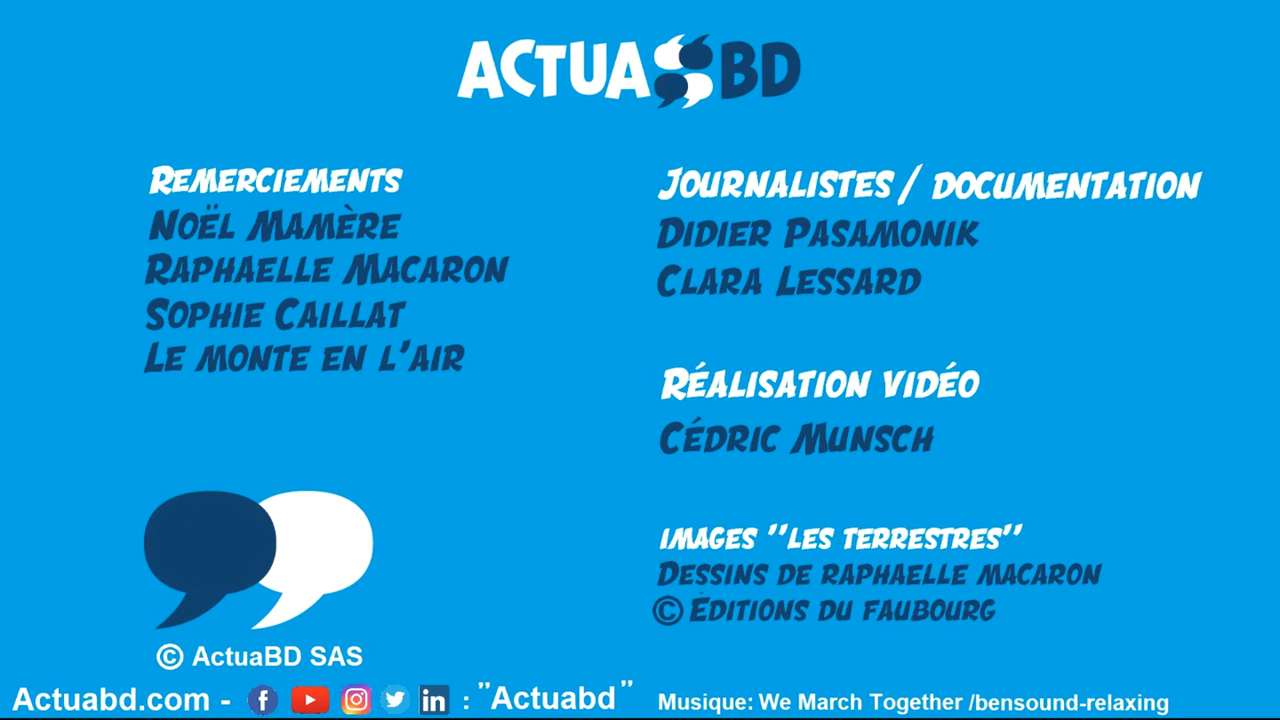 ACTUABD
REMERCIEMENTS
NOËL MAMÈRE
RAPHAELLE MACARON
SOPHIE CAILLAT
LE MONTE EN L'AIR
JOURNALISTES / DOCUMENTATION
DIDIER PASAMONIK
CLARA LESSARD
RÉALISATION VIDÉO
CÉDRIC MUNSCH
IMAGES "LES TERRESTRES"
DESSINS DE RAPHAELLE MACARON
© EDITIONS DU FAUBOURG
© ActuaBD SAS
Actuabd.com - : "Actuabd"
Musique: We March Together /bensound-relaxing